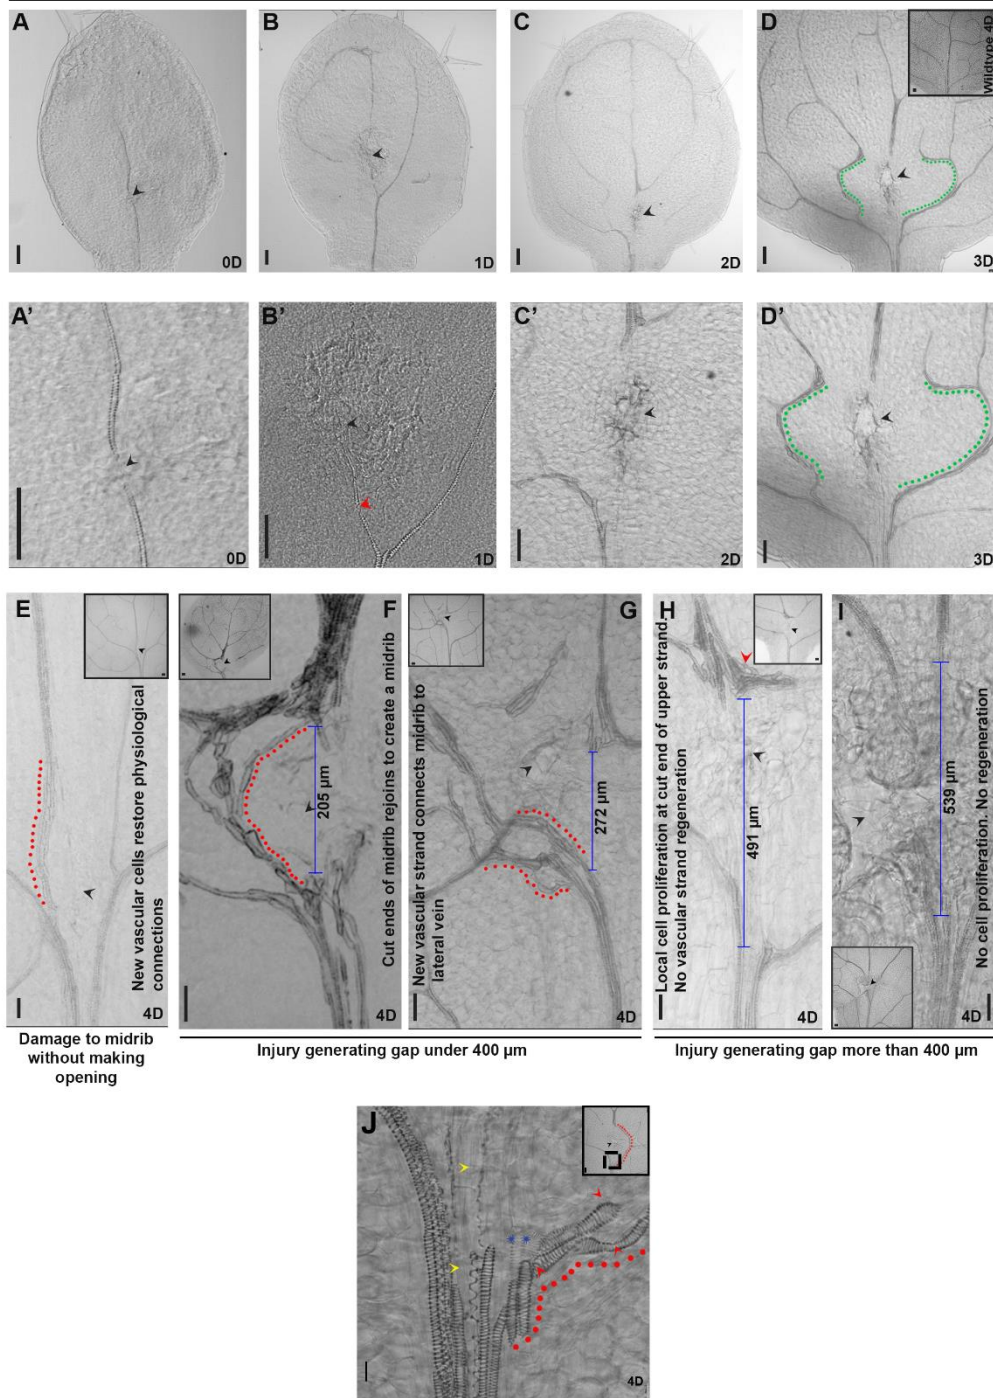 A
B
C
D
Wildtype 4D
0D
1D
2D
3D
A'
B'
C'
D'
0D
1D
2D
3D
E
New vascular cells restore physiological
connections
4D
F
205 µm
Cut ends of midrib rejoins to create a midrib
4D
G
New vascular strand connects midrib to
lateral vein
272 µm
4D
H
Local cell proliferation at cut end of upper strand.
No vascular strand regeneration
491 µm
4D
I
539 µm
No cell proliferation. No regeneration
4D
Damage to midrib
without making
opening
Injury generating gap under 400 µm
Injury generating gap more than 400 µm
J
4D